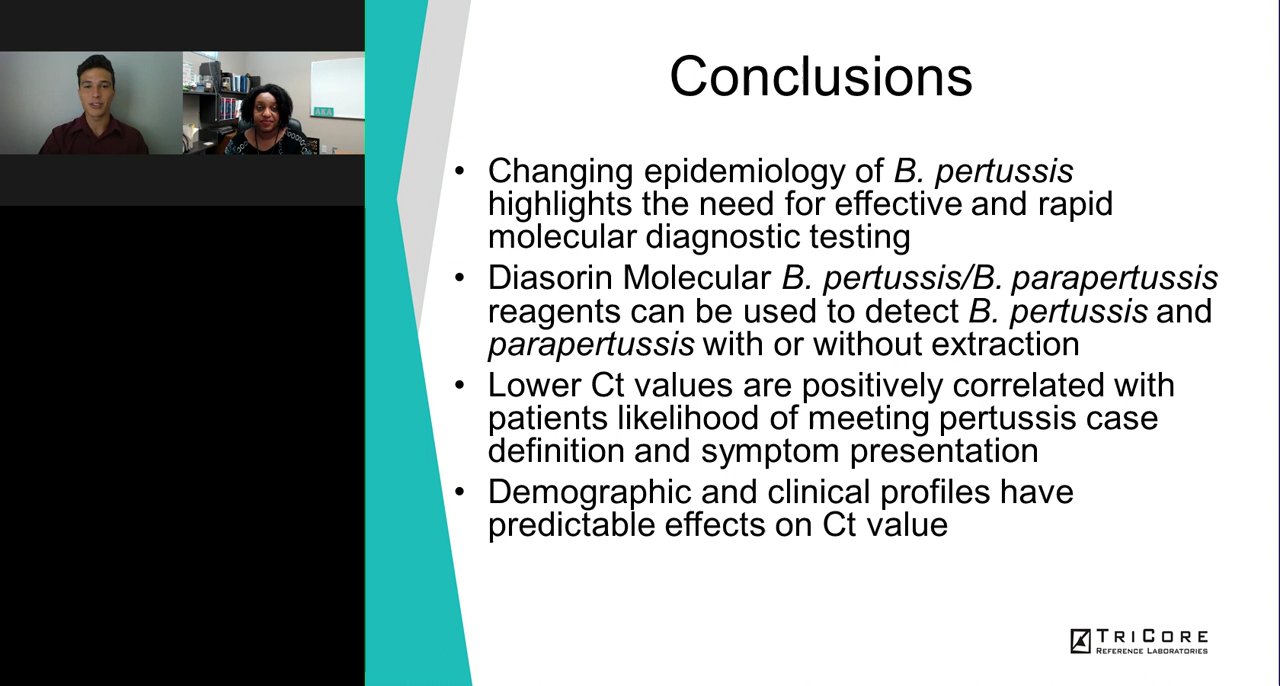 AKA
Conclusions
• Changing epidemiology of B. pertussis
highlights the need for effective and rapid
molecular diagnostic testing
• Diasorin Molecular B. pertussis/B. parapertussis
reagents can be used to detect B. pertussis and
parapertussis with or without extraction
• Lower Ct values are positively correlated with
patients likelihood of meeting pertussis case
definition and symptom presentation
• Demographic and clinical profiles have
predictable effects on Ct value
TRICORE
REFERENCE LABORATORIES